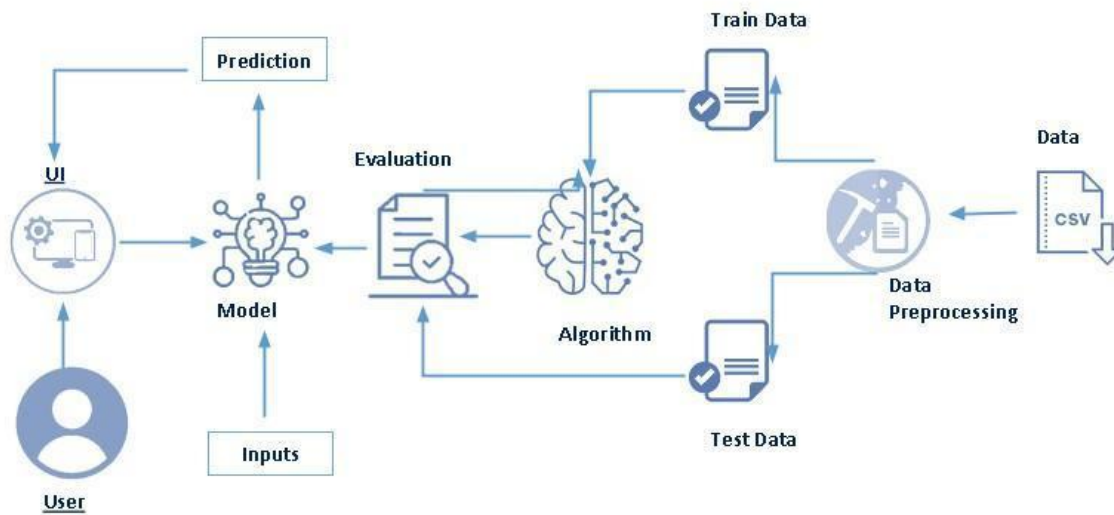 Train Data
Prediction
Data
Evaluation
UI
CSV
Model
Data
Preprocessing
Algorithm
Inputs
Test Data
User